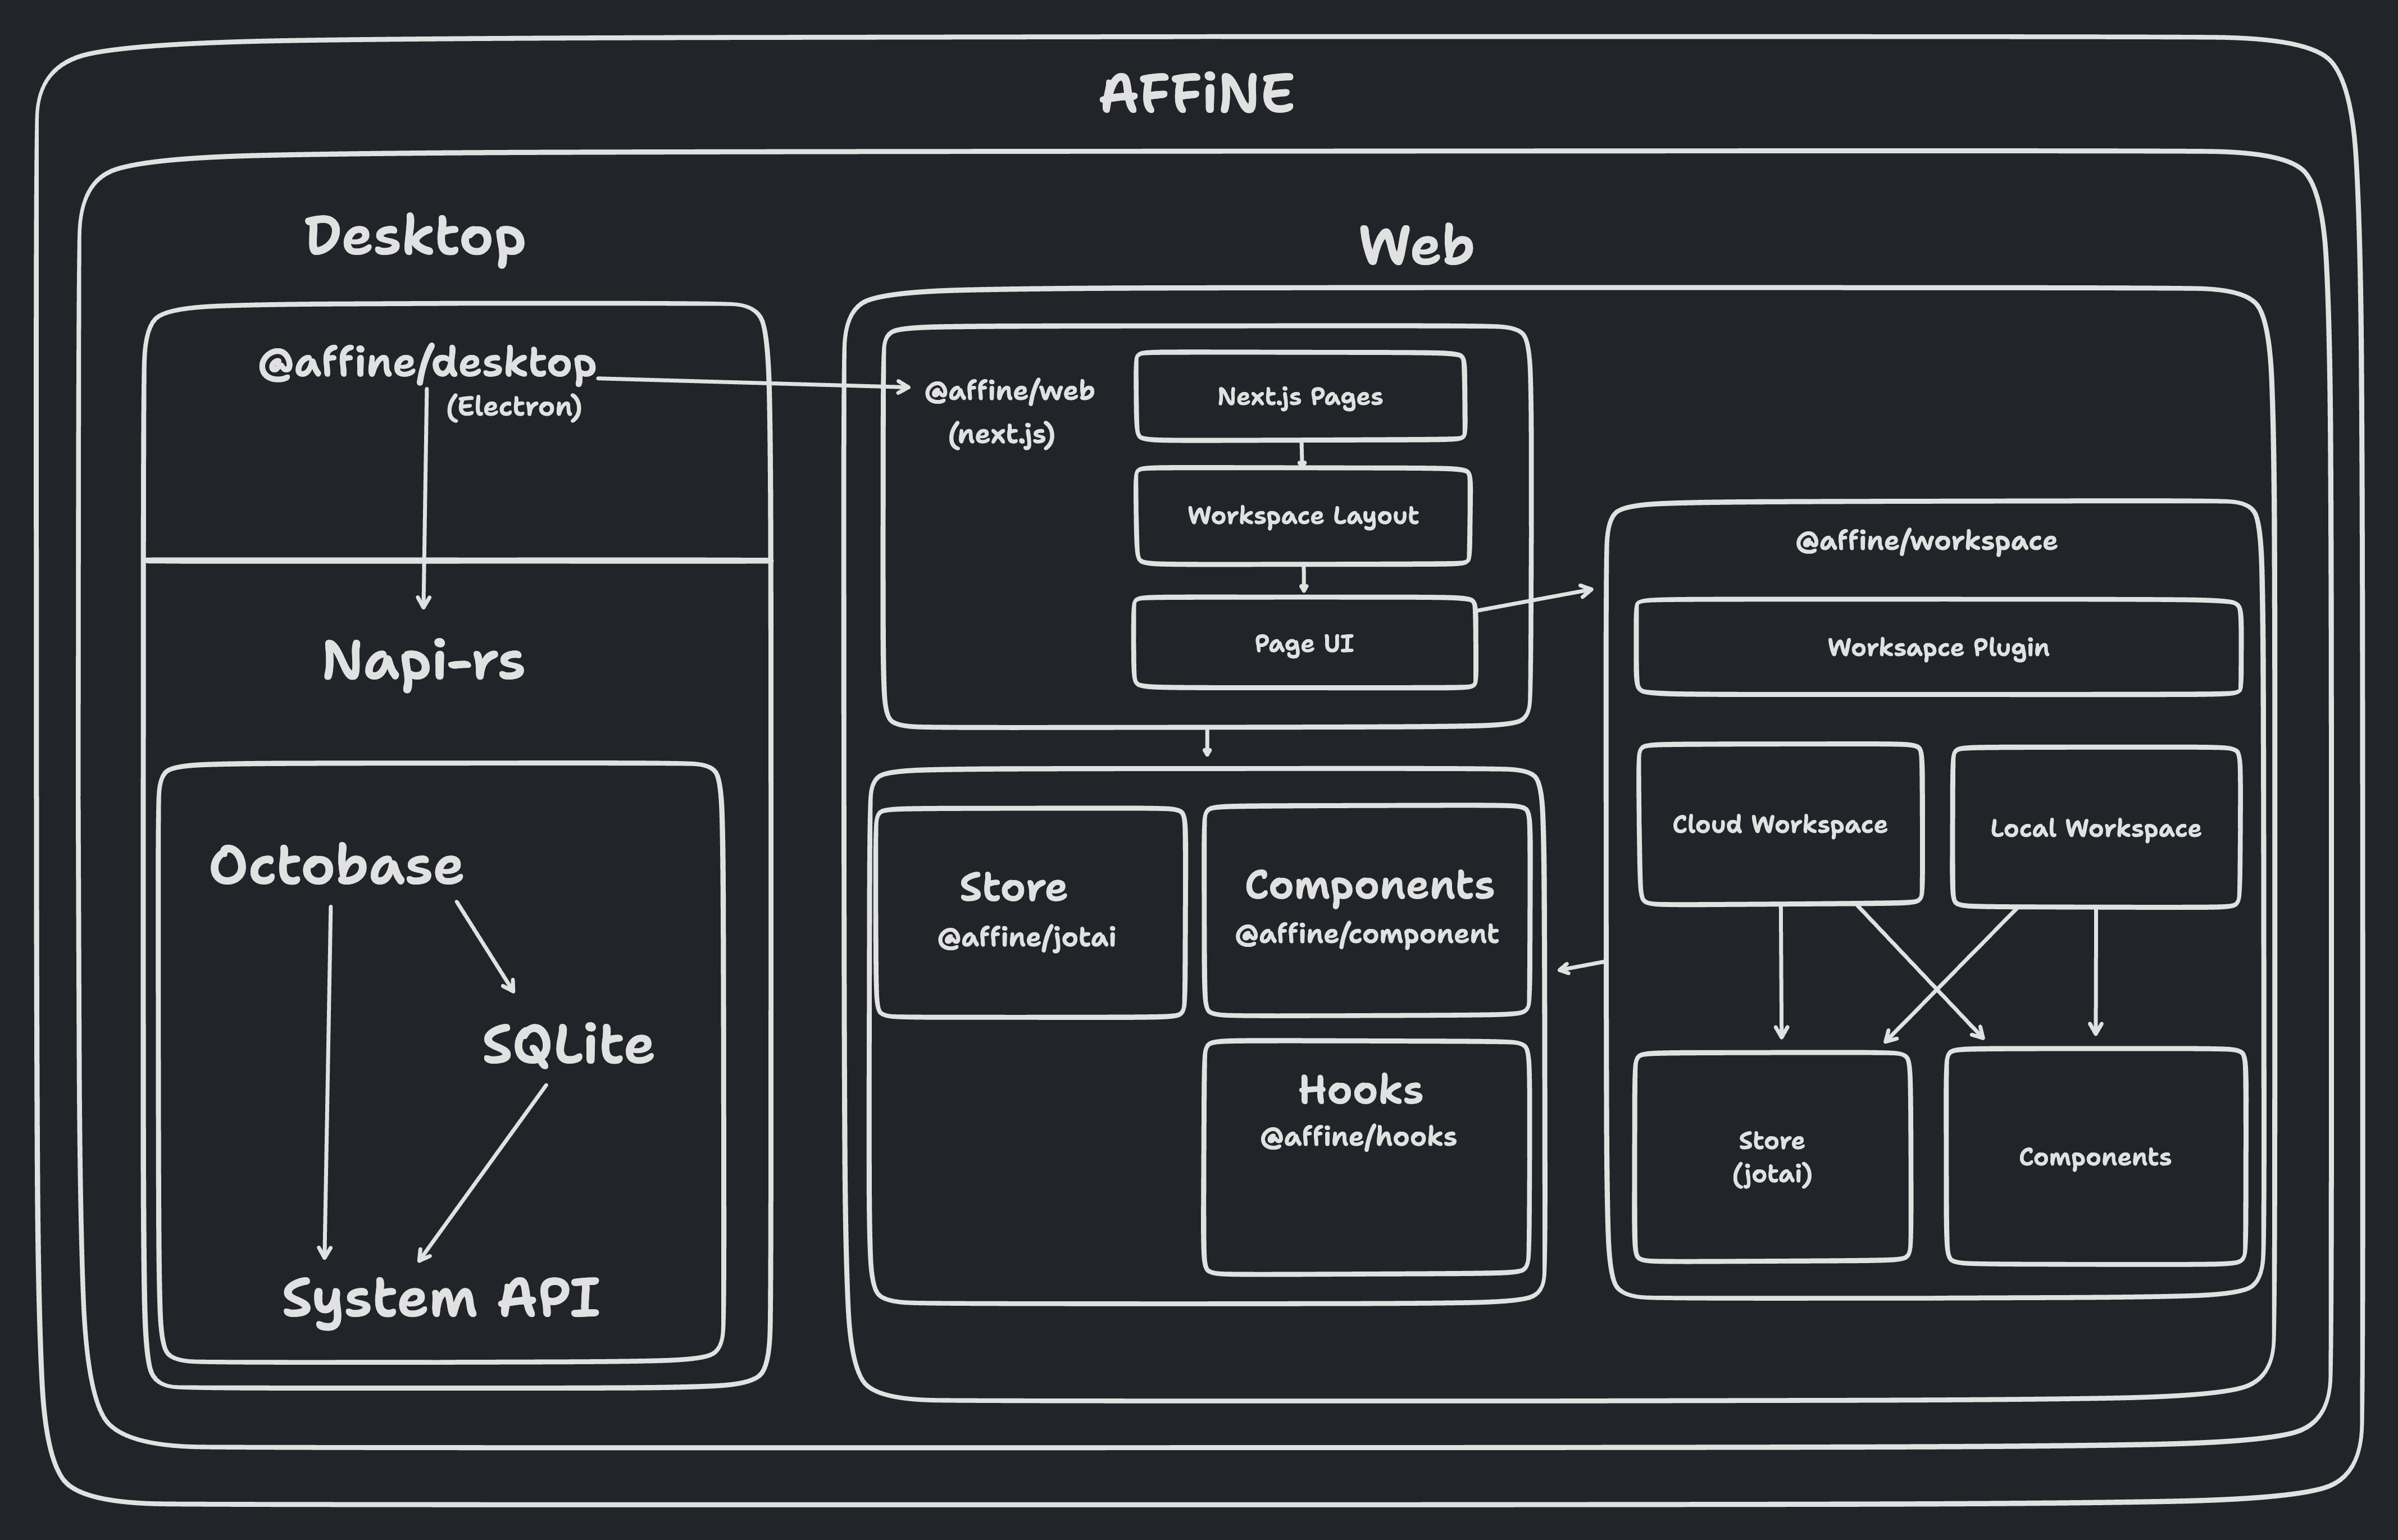 AFFiNE
Desktop
@affine/desktop
(Electron)
Napi-rs
Octobase
SQLite
System API
Web
@affine/web
(next.js)
Next.js Pages
Workspace Layout
Page UI
Store
@affine/jotai
Components
@affine/component
Hooks
@affine/hooks
@affine/workspace
Worksapce Plugin
Cloud Workspace
Local Workspace
Store
(jotai)
Components